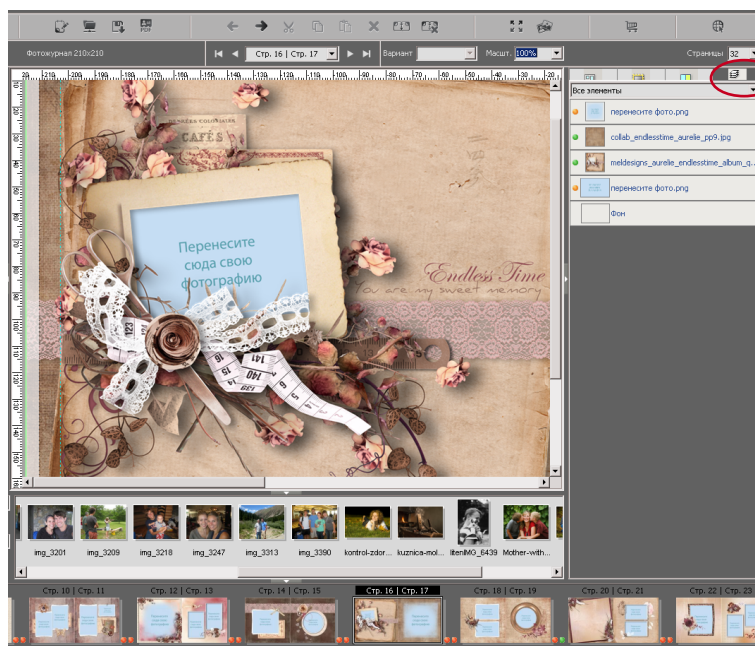 PDF
Фотожурнал 210x210
Стр. 16 | Стр. 17
Вариант
Масшт. 100%
Страницы 32
Все элементы
перенесите фото.png
collab_endlesstime_aurelie_pp9.jpg
meldesigns_aurelie_endlesstime_album_q...
перенесите фото.png
Фон
DENRÉES COLONIALES
CAFÉS
Перенесите
сюда свою
фотографию
Endless Time
You are my sweet memory
img_3201 img_3209 img_3218 img_3247 img_3313 img_3390 kontrol-zdor... kuznica-mol... litenIMG_6439 Mother-with...
Стр. 10 | Стр. 11 Стр. 12 | Стр. 13 Стр. 14 | Стр. 15 Стр. 16 | Стр. 17 Стр. 18 | Стр. 19 Стр. 20 | Стр. 21 Стр. 22 | Стр. 23